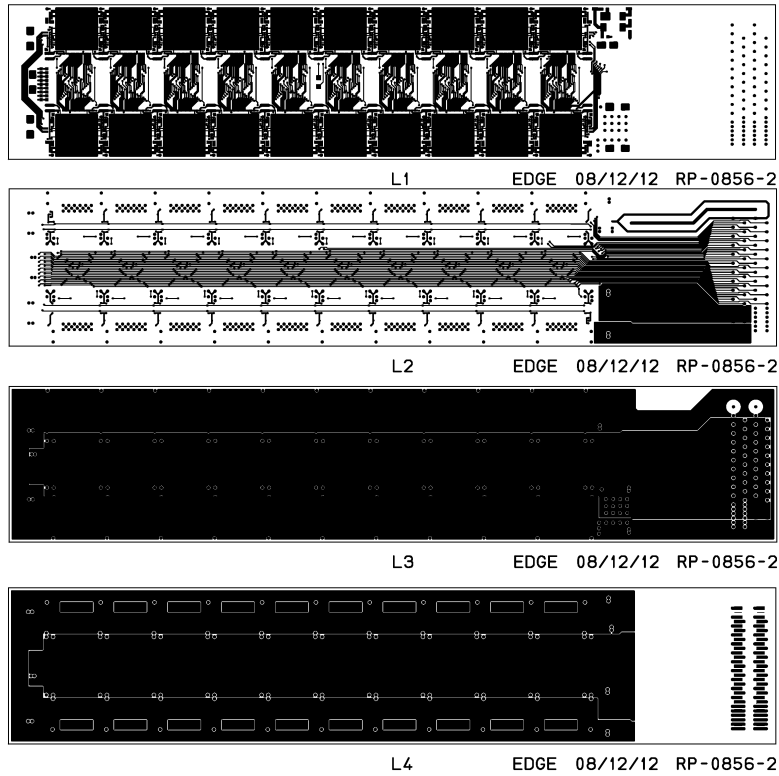 L1 EDGE 08/12/12 RP-0856-2
L2 EDGE 08/12/12 RP-0856-2
L3 EDGE 08/12/12 RP-0856-2
L4 EDGE 08/12/12 RP-0856-2